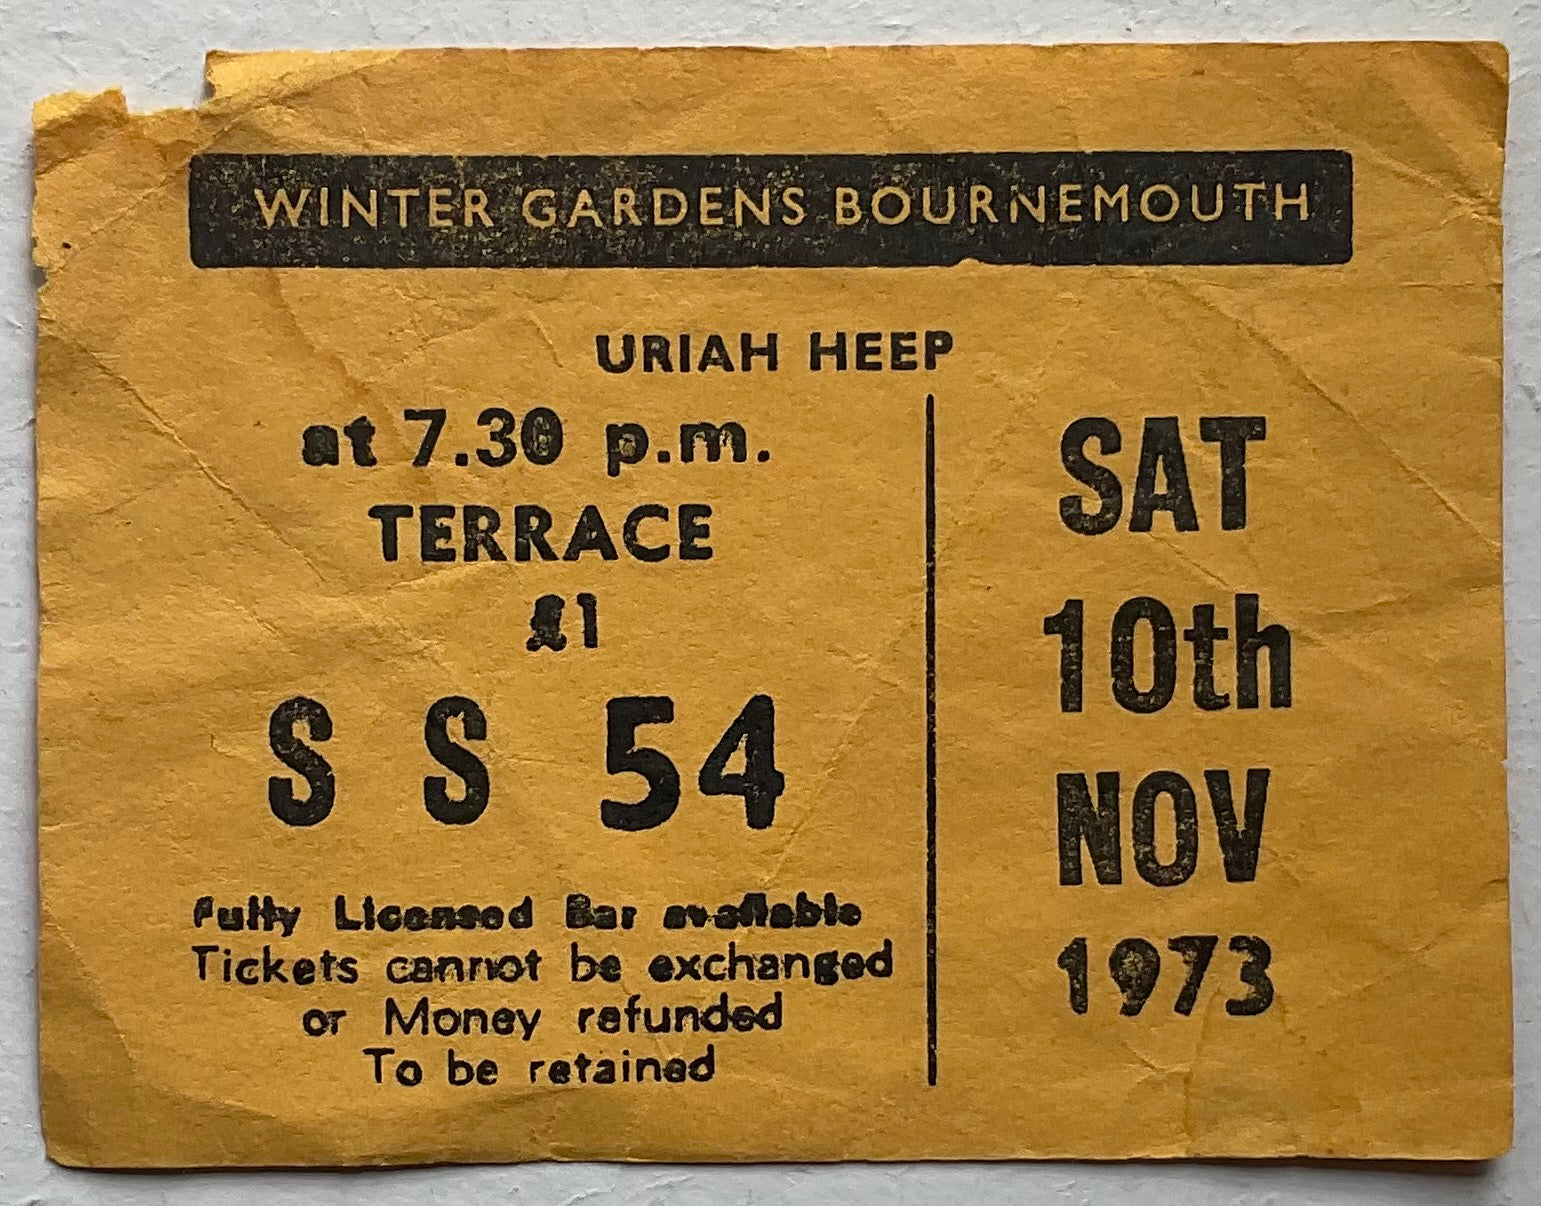 WINTER GARDENS BOURNEMOUTH
URIAH HEEP
at 7.30 p.m.
TERRACE
£1
S S 54
Fully Licensed Bar available
Tickets cannot be exchanged
or Money refunded
To be retained
SAT
10th
NOV
1973